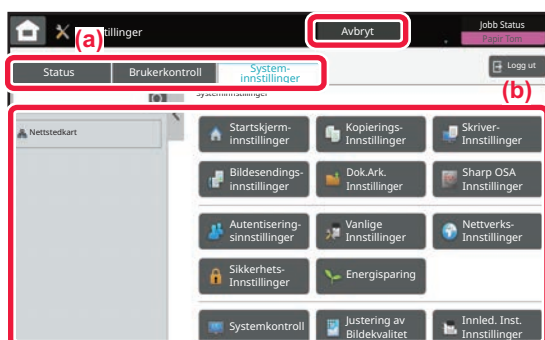 tillinger
Avbryt
Jobb Status
Papir Tom
(a)
Status
Brukerkontroll
System-
innstillinger
Logg ut
(b)
Systeminnstillinger
Nettstedkart
Startskjerm-
innstillinger
Kopierings-
Innstillinger
Skriver-
Innstillinger
Bildesendings-
innstillinger
Dok.Ark.
Innstillinger
Sharp OSA
Innstillinger
Autentisering-
sinnstillinger
Vanlige
Innstillinger
Nettverks-
Innstillinger
Sikkerhets-
Innstillinger
Energisparing
Systemkontroll
Justering av
Bildekvalitet
Innled. Inst.
Innstillinger